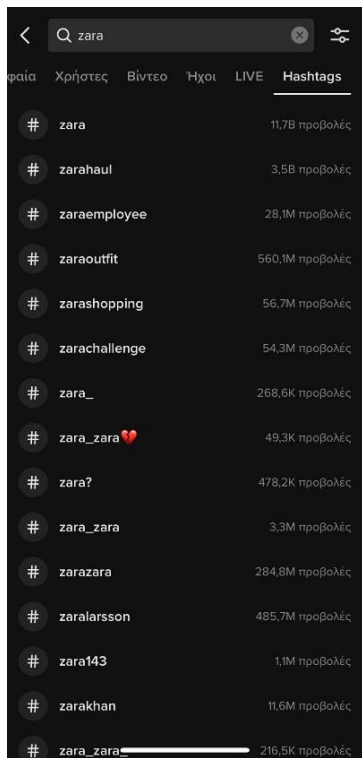 zara
φαία Χρήστες Βίντεο Ήχοι LIVE Hashtags
# zara 11,7B προβολές
# zarahaul 3,5B προβολές
# zaraemployee 28,1M προβολές
# zaraoutfit 560,1M προβολές
# zarashopping 56,7M προβολές
# zarachallenge 54,3M προβολές
# zara_ 268,6K προβολές
# zara_zara💔 49,3K προβολές
# zara? 478,2K προβολές
# zara_zara 3,3M προβολές
# zarazara 284,8M προβολές
# zaralarsson 485,7M προβολές
# zara143 1,1M προβολές
# zarakhan 11,6M προβολές
# zara_zara_ 216,5K προβολές